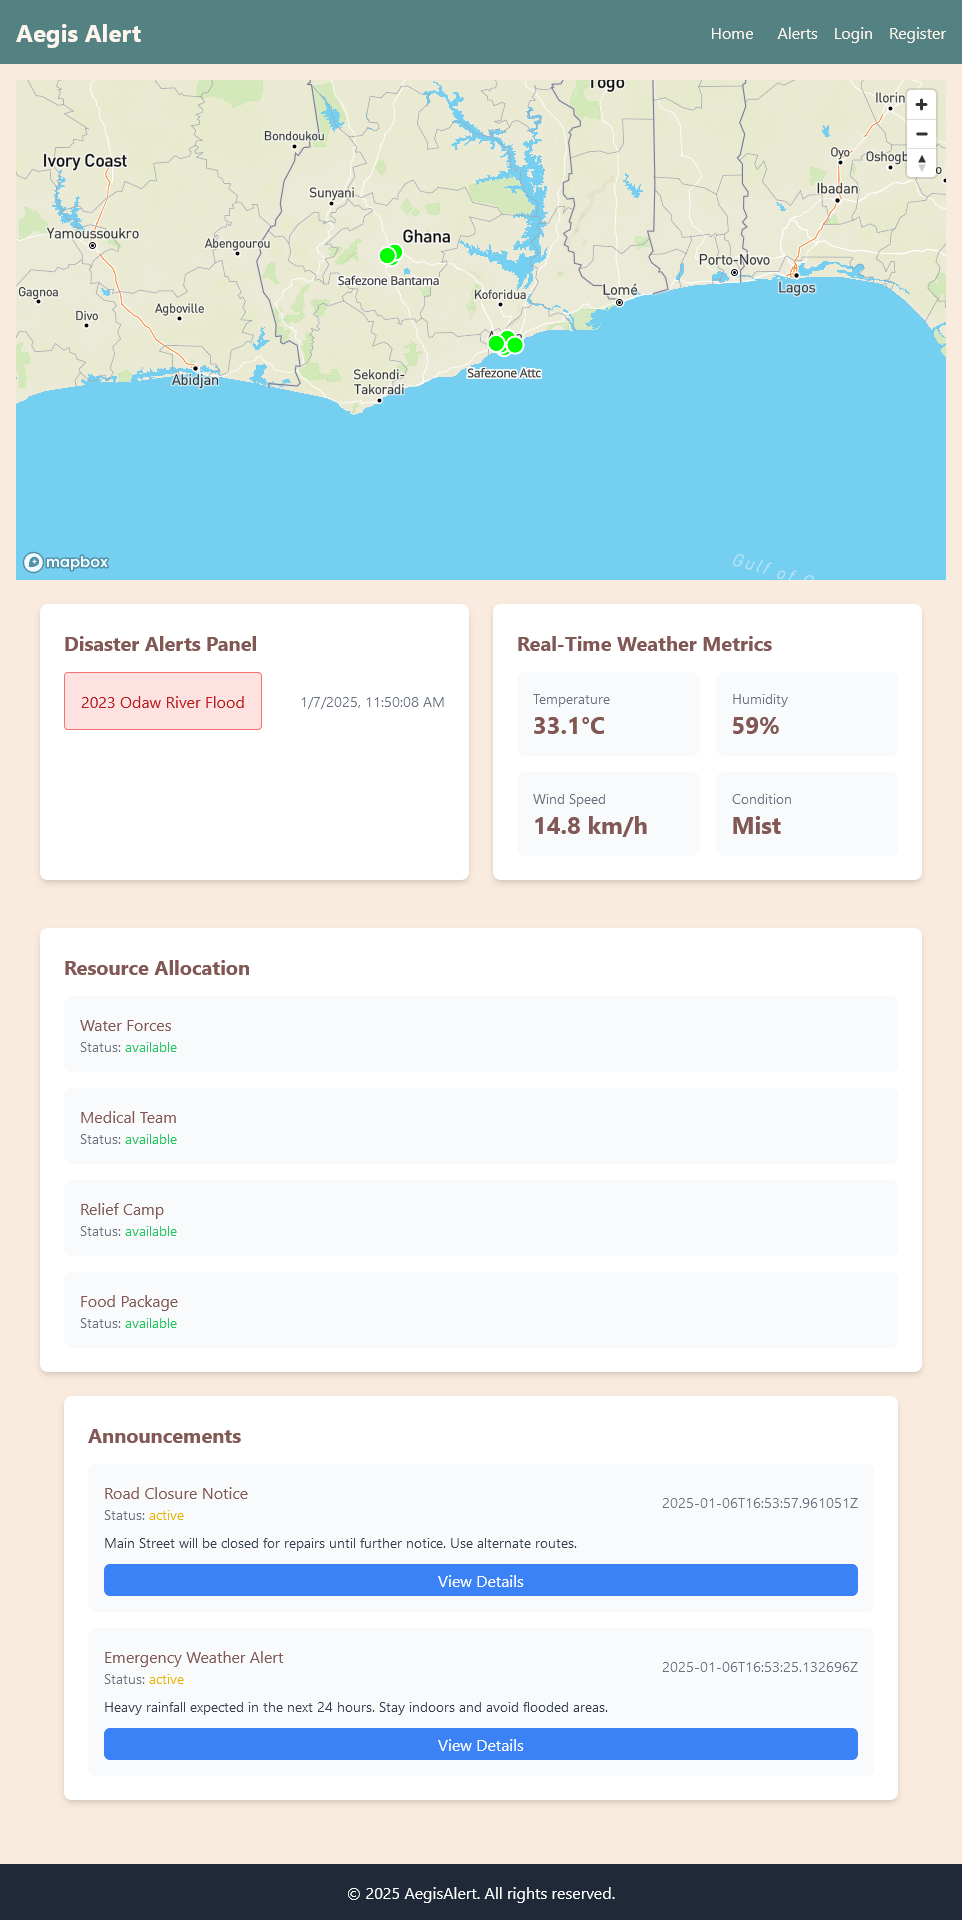 Aegis Alert
Home Alerts Login Register
Togo
Ilorin
Bondoukou
Ivory Coast
Oyo
Oshogb
Ibadan
Sunyani
Yamoussoukro
Abengourou
Ghana
Safezone Bantama
Porto-Novo
Lagos
Gagnoa
Koforidua
Lomé
Divo
Agboville
Safezone Attc
Abidjan
Sekondi-
Takoradi
mapbox
Gulf of
Disaster Alerts Panel
2023 Odaw River Flood
1/7/2025, 11:50:08 AM
Real-Time Weather Metrics
Temperature
33.1°C
Humidity
59%
Wind Speed
14.8 km/h
Condition
Mist
Resource Allocation
Water Forces
Status: available
Medical Team
Status: available
Relief Camp
Status: available
Food Package
Status: available
Announcements
Road Closure Notice
Status: active
2025-01-06T16:53:57.961051Z
Main Street will be closed for repairs until further notice. Use alternate routes.
View Details
Emergency Weather Alert
Status: active
2025-01-06T16:53:25.132696Z
Heavy rainfall expected in the next 24 hours. Stay indoors and avoid flooded areas.
View Details
© 2025 AegisAlert. All rights reserved.